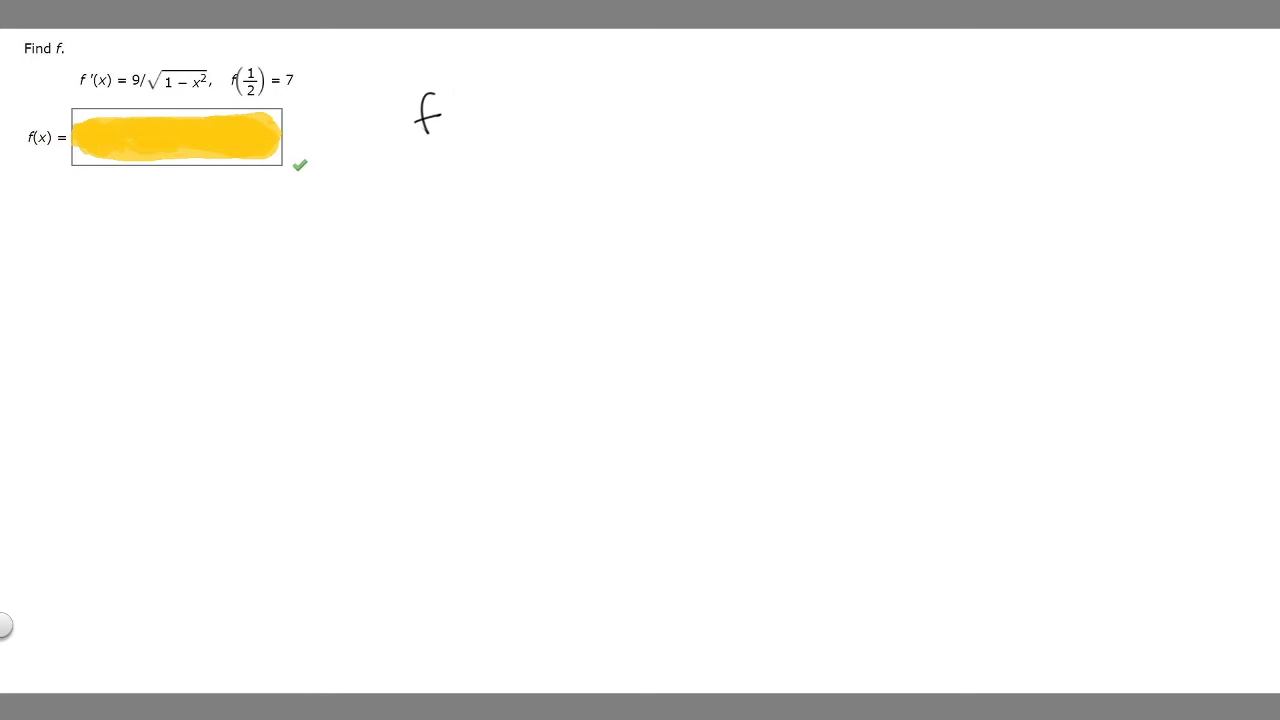 Find f.
f '(x) = 9/√(1 − x²),   f(1/2) = 7
f(x) =
f